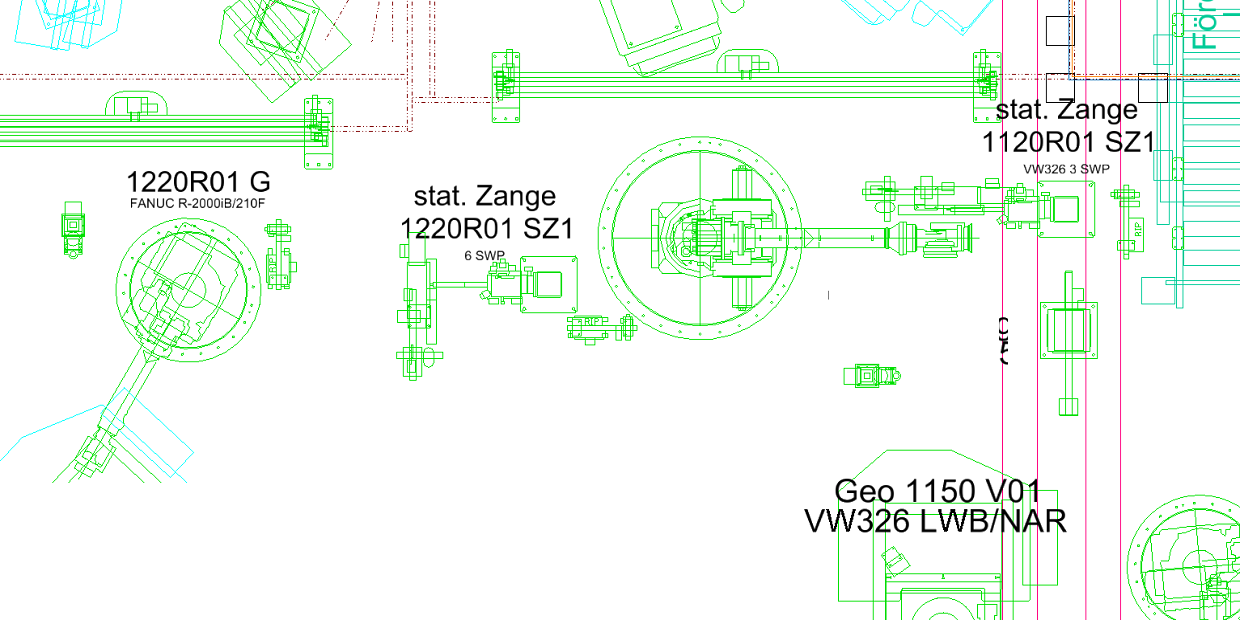 Förd
stat. Zange
1120R01 SZ1
VW326 3 SWP
1220R01 G
FANUC R-2000iB/210F
stat. Zange
1220R01 SZ1
6 SWP
RIP
RIP
RIP
Geo 1150 V01
VW326 LWB/NAR